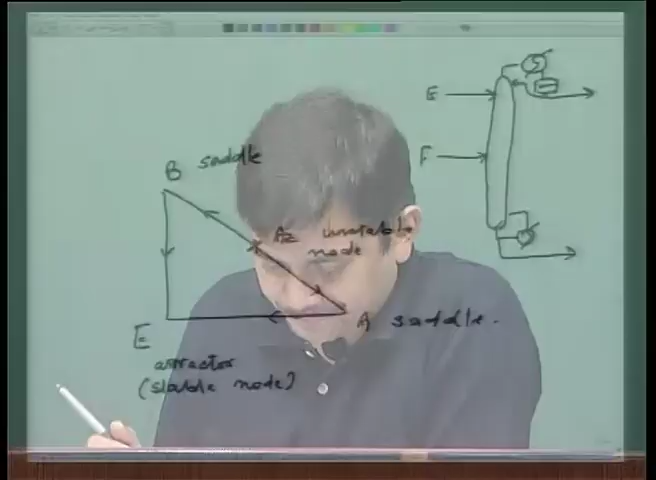 E
F
B saddle
Az unstable
node
A saddle.
E
attractor
(stable node)